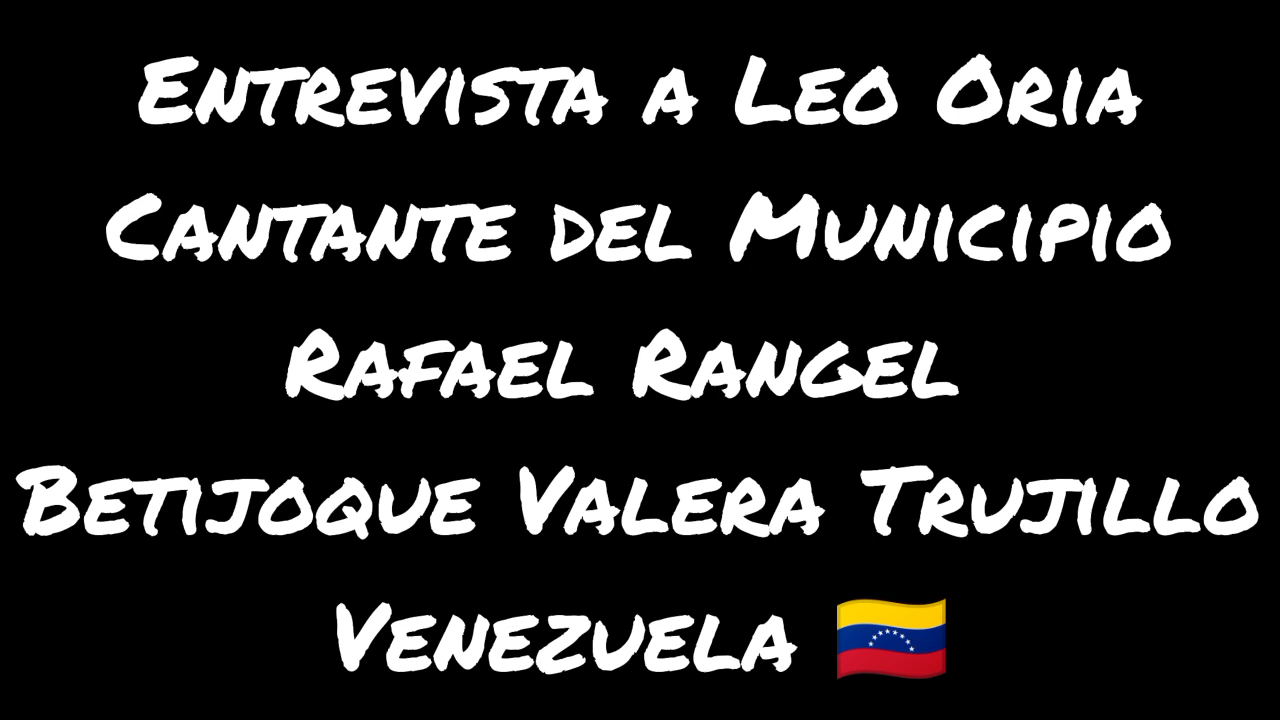 Entrevista a Leo Oria
Cantante del Municipio
Rafael Rangel
Betijoque Valera Trujillo
Venezuela 🇻🇪